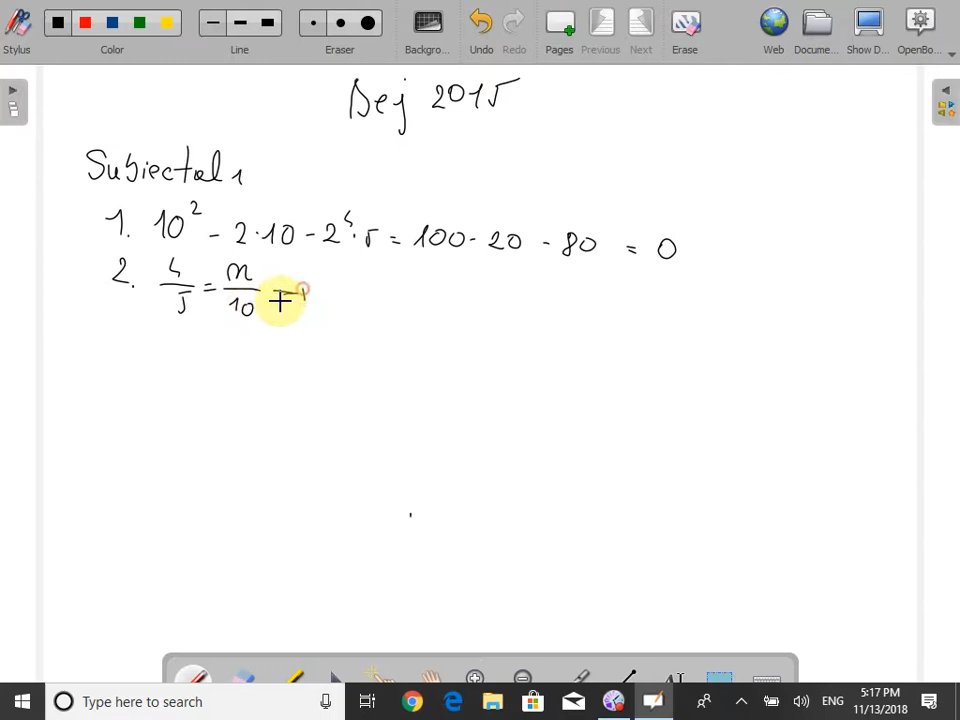 Stylus
Color
Line
Eraser
Backgro...
Undo
Redo
Pages
Previous
Next
Erase
Web
Docume...
Show D...
OpenBo...
Dej 2015
Subiectul 1
1. 10² - 2·10 - 2⁴·5 = 100 - 20 - 80 = 0
2. 4/5 = n/10
Type here to search
ENG
5:17 PM
11/13/2018